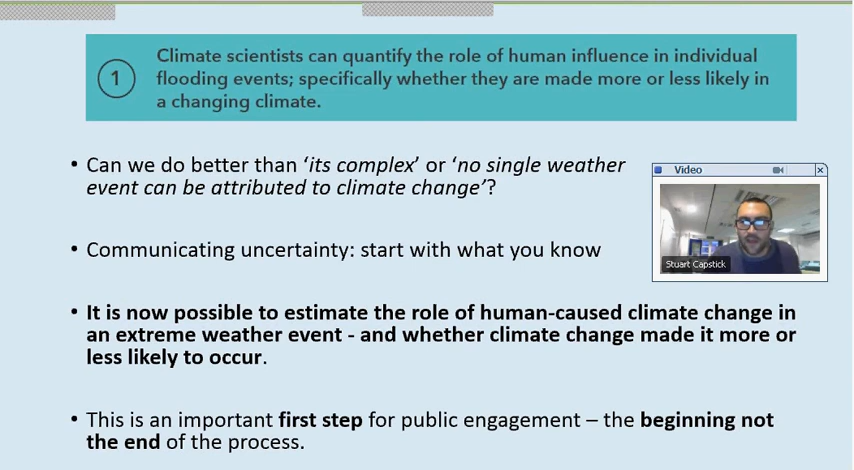 Climate scientists can quantify the role of human influence in individual
1
flooding events; specifically whether they are made more or less likely in
a changing climate.
• Can we do better than ‘its complex’ or ‘no single weather
event can be attributed to climate change’?
Video
Stuart Capstick
• Communicating uncertainty: start with what you know
• It is now possible to estimate the role of human-caused climate change in
an extreme weather event - and whether climate change made it more or
less likely to occur.
• This is an important first step for public engagement – the beginning not
the end of the process.